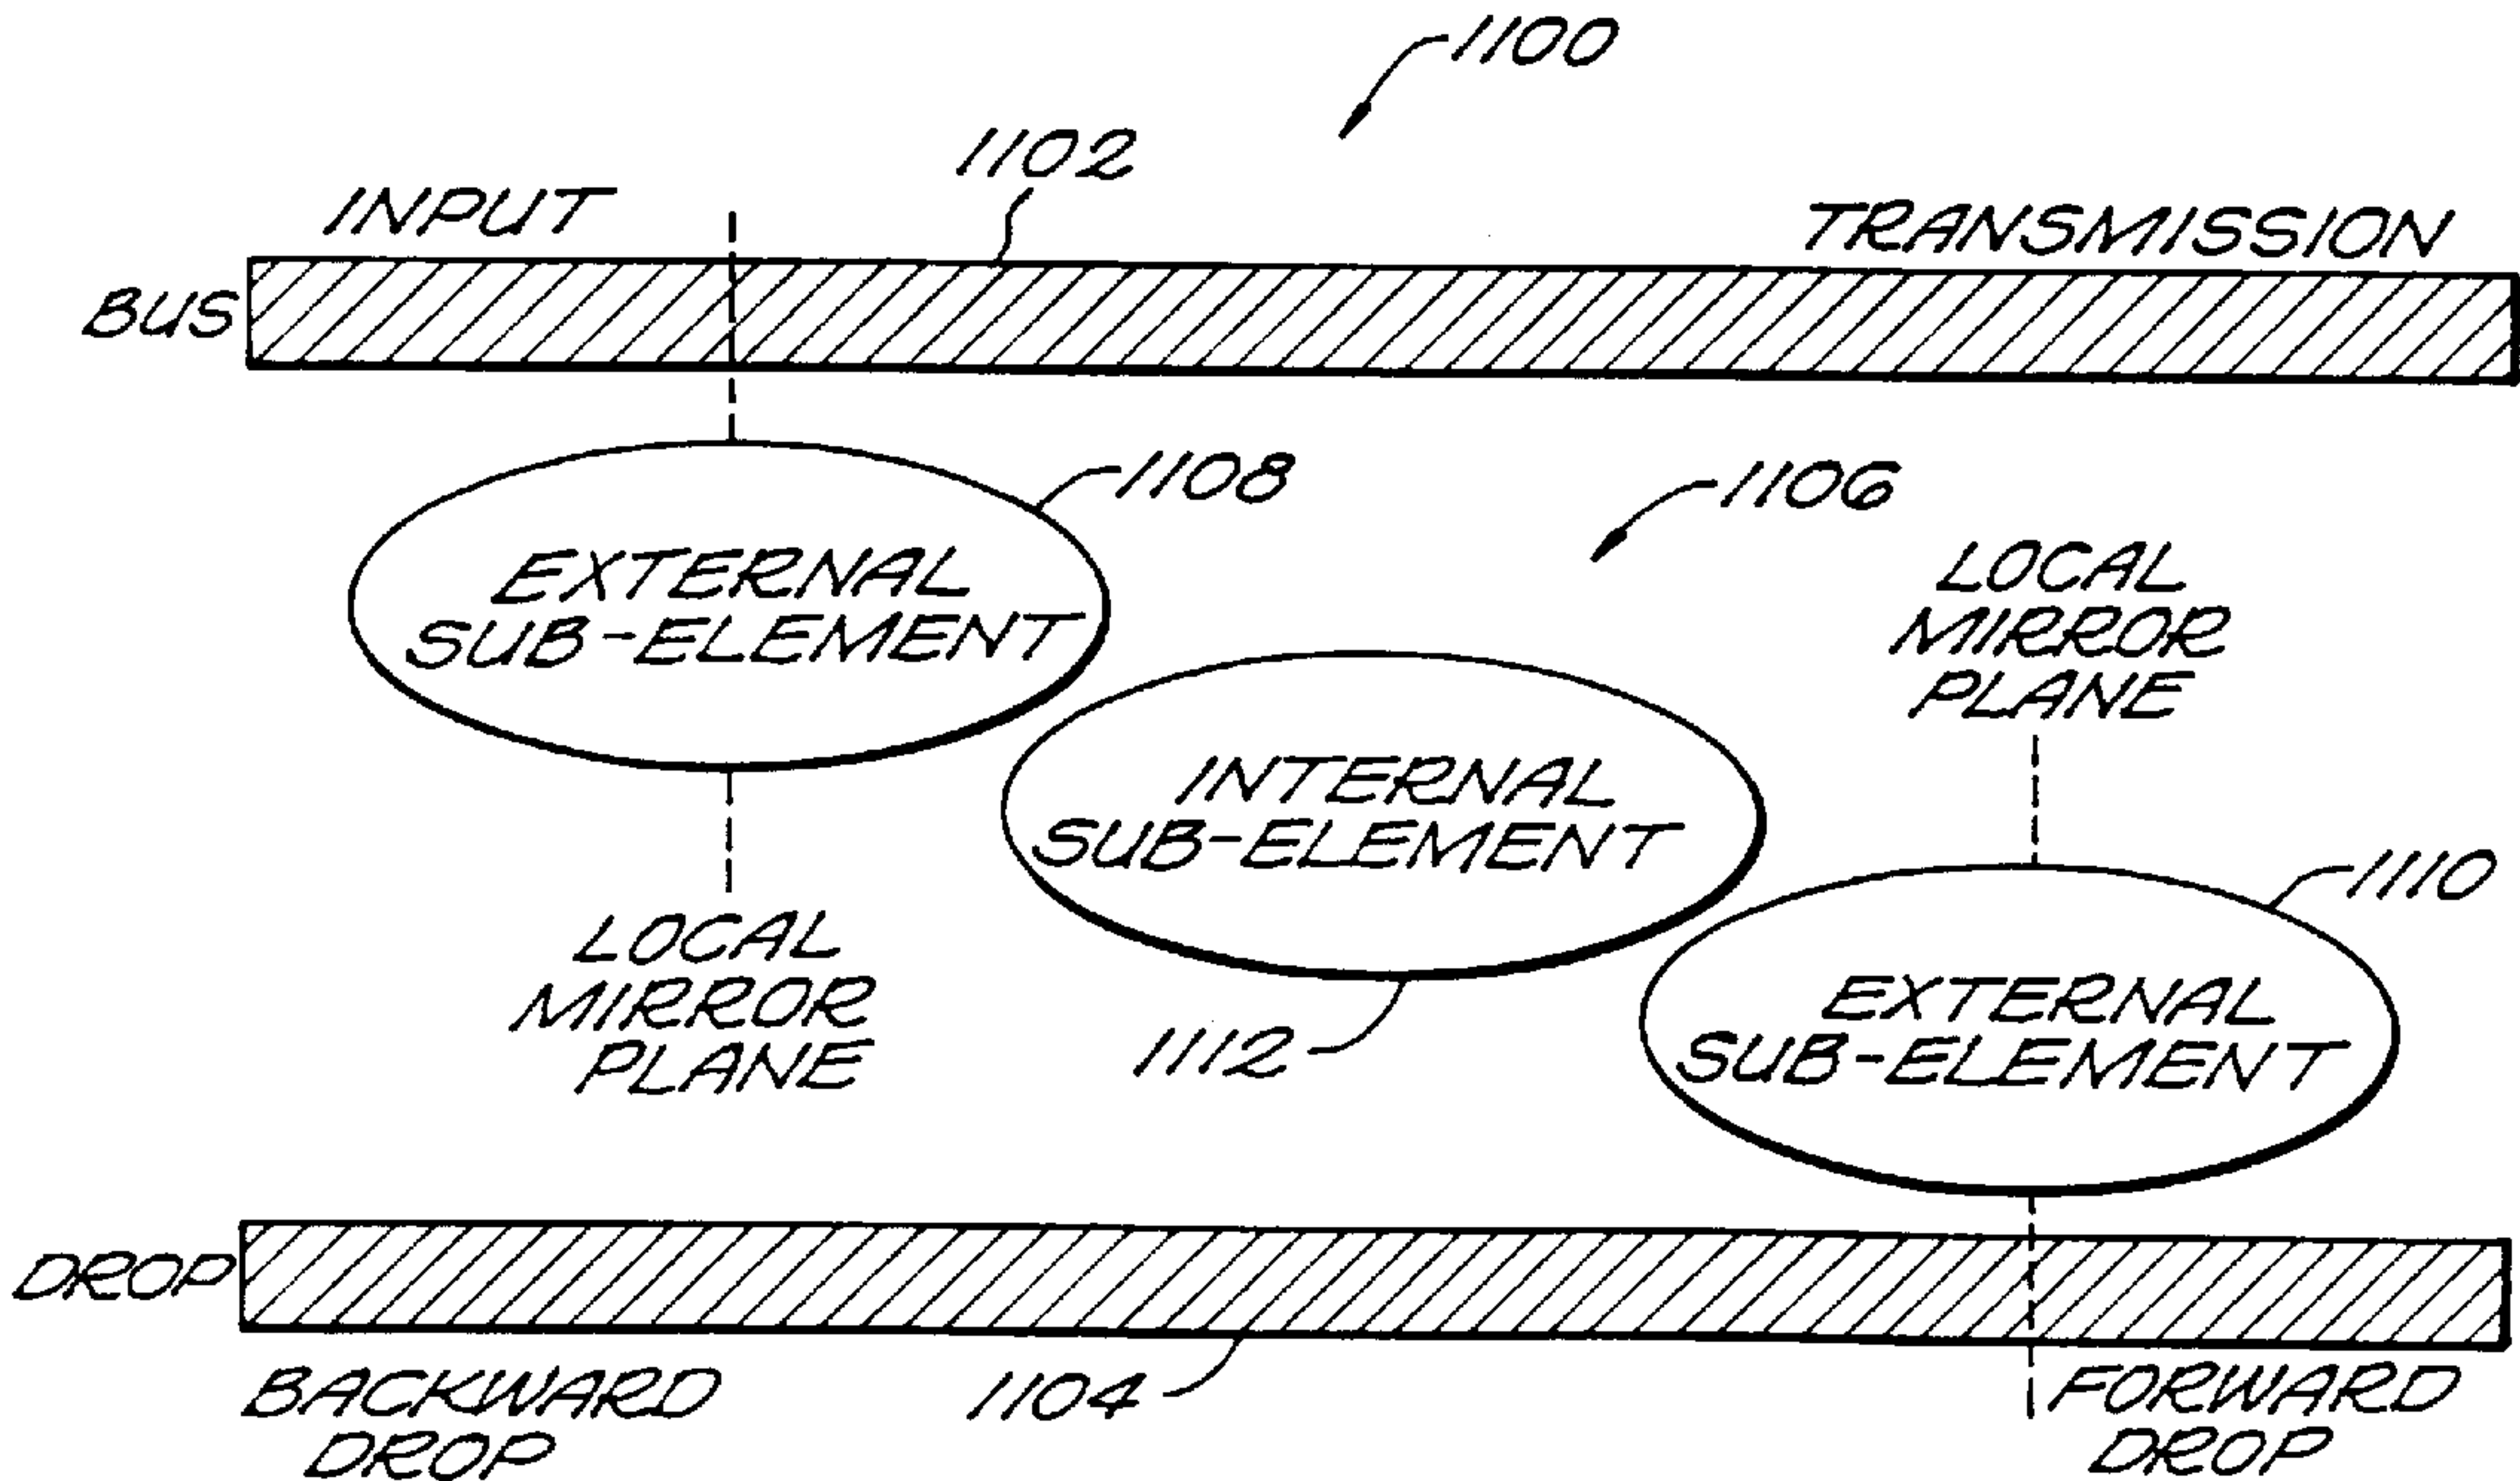 1100
1102
INPUT
TRANSMISSION
BUS
1108
1106
EXTERNAL
SUB-ELEMENT
LOCAL
MIRROR
PLANE
INTERNAL
SUB-ELEMENT
1110
LOCAL
MIRROR
PLANE
1112
EXTERNAL
SUB-ELEMENT
DROP
BACKWARD
DROP
1104
FORWARD
DROP